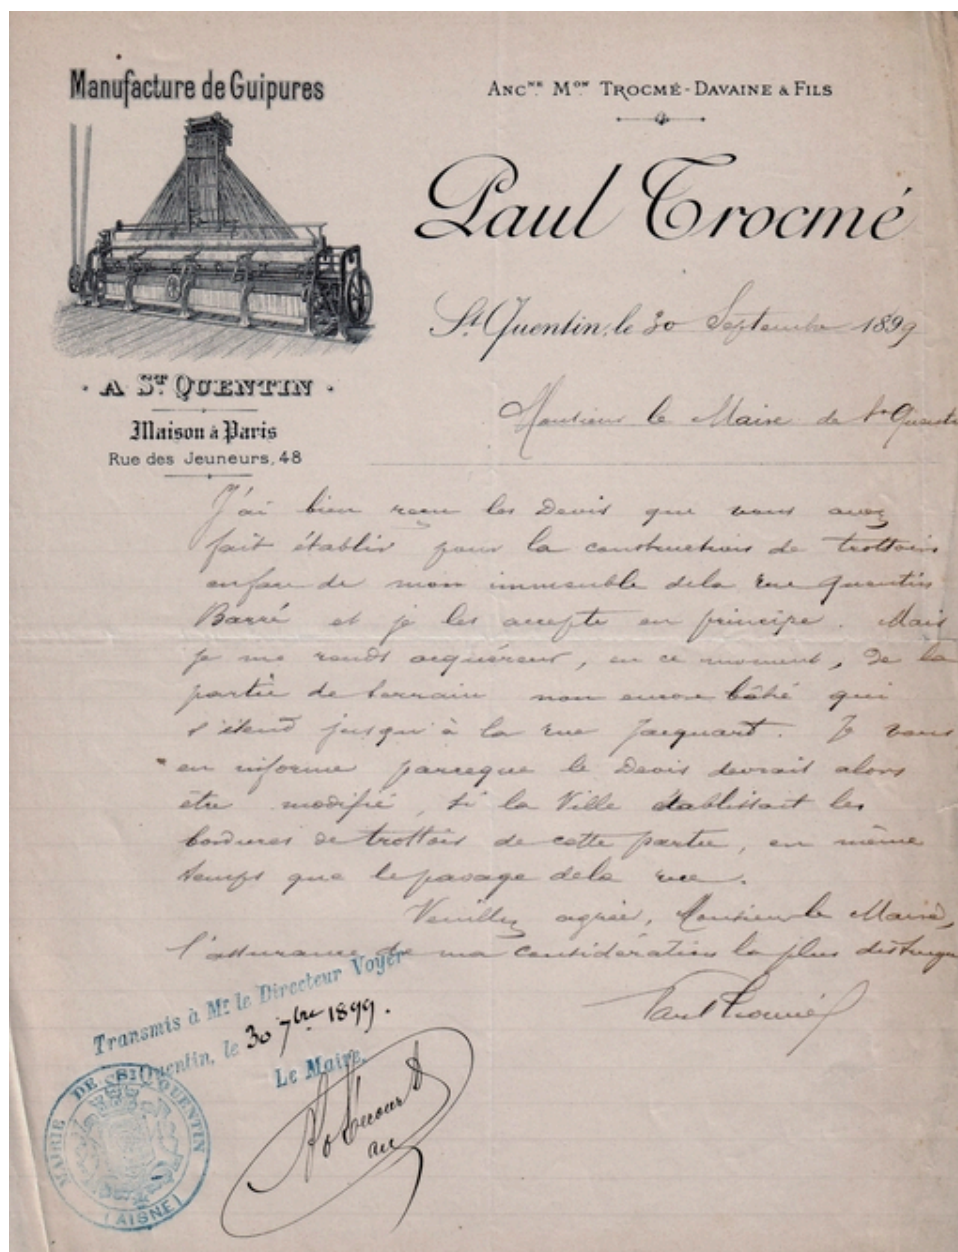 Manufacture de Guipures
A St QUENTIN
Maison à Paris
Rue des Jeuneurs, 48
ANCNE MON TROCMÉ-DAVAINE & FILS
Paul Trocmé
St Quentin, le 30 Septembre 1899
Monsieur le Maire de St Quentin
J'ai bien reçu les Devis que vous avez
fait établir pour la construction de trottoirs
en face de mon immeuble de la rue Quentin
Barré et je les accepte en principe. Mais
je me rends acquéreur, en ce moment, de la
partie de terrain non encore bâtie qui
s'étend jusqu'à la rue Jacquart. Je vous
en informe parceque le Devis devrait alors
être modifié, si la Ville établissait les
bordures de trottoir de cette partie, en même
temps que le pavage de la rue.
Veuillez agréer, Monsieur le Maire,
l'assurance de ma considération la plus distinguée
Paul Trocmé
Transmis à Mr le Directeur Voyer
St Quentin, le 30 7bre 1899.
Le Maire,
MAIRIE DE ST QUENTIN
(AISNE)